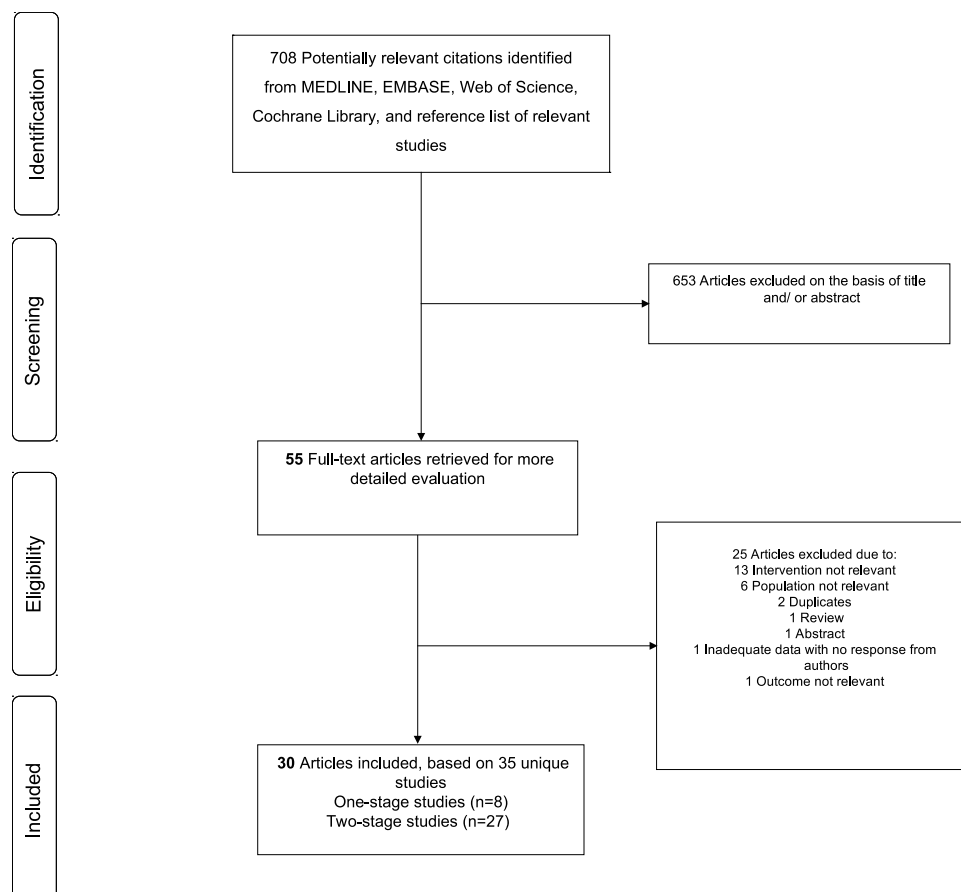 Identification
708 Potentially relevant citations identified
from MEDLINE, EMBASE, Web of Science,
Cochrane Library, and reference list of relevant
studies
Screening
653 Articles excluded on the basis of title
and/ or abstract
55 Full-text articles retrieved for more
detailed evaluation
Eligibility
25 Articles excluded due to:
13 Intervention not relevant
6 Population not relevant
2 Duplicates
1 Review
1 Abstract
1 Inadequate data with no response from
authors
1 Outcome not relevant
Included
30 Articles included, based on 35 unique
studies
One-stage studies (n=8)
Two-stage studies (n=27)